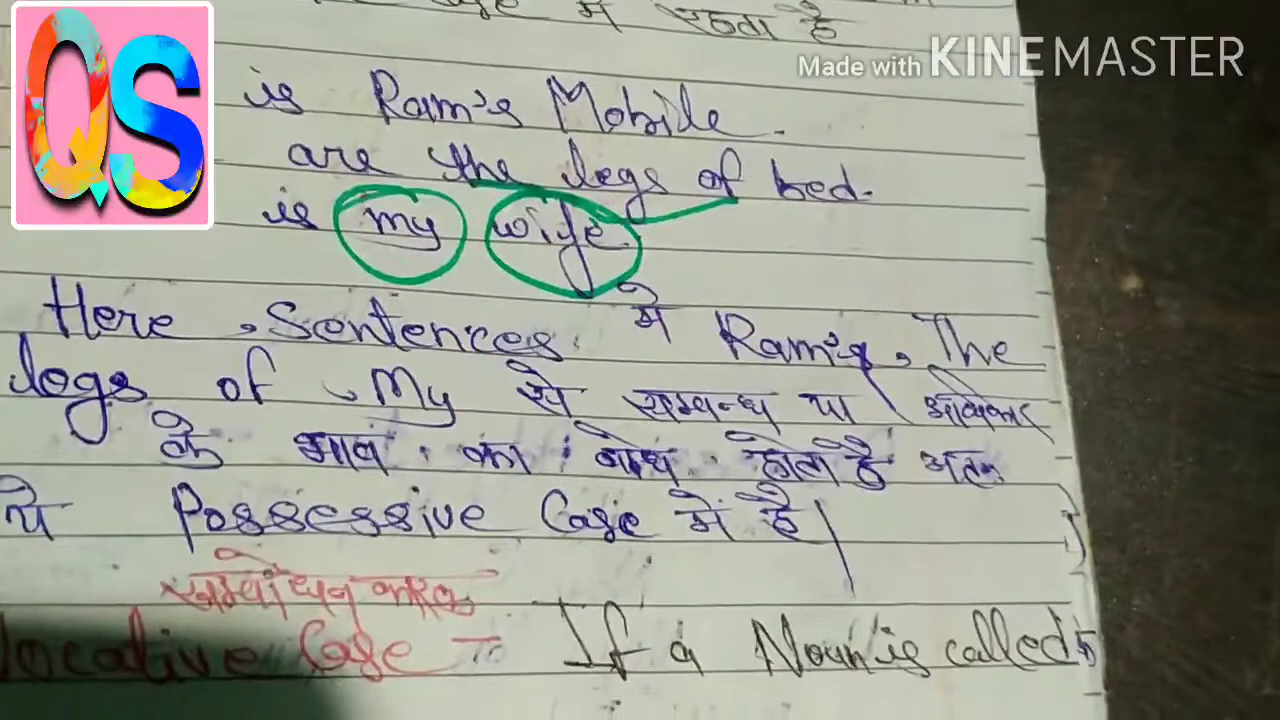 Case में रहता है
QS
Made with KINEMASTER
is Ram's Mobile.
are the legs of bed.
is my wife.
Here, Sentences में Ram's, The
legs of, My से सम्बन्ध या अधिकार
के भाव का बोध होता है अतः
ये Possessive Case में है।
सम्बोधन कारक
Vocative Case - If a Noun is called